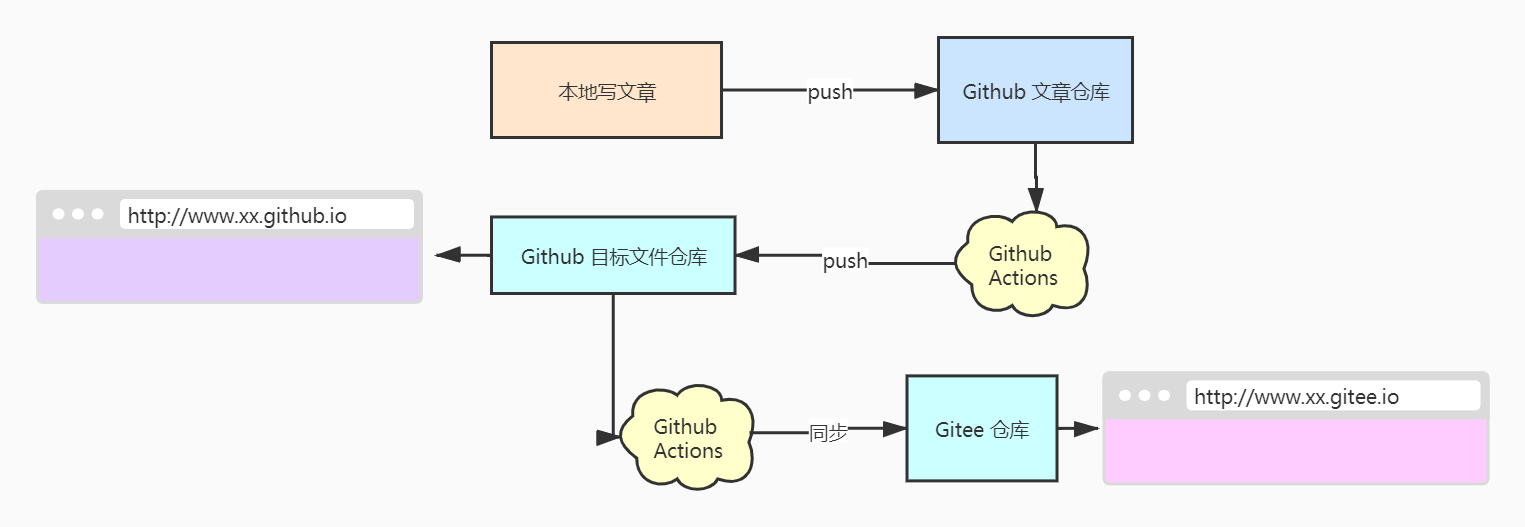 本地写文章
push
Github 文章仓库
http://www.xx.github.io
Github 目标文件仓库
push
Github
Actions
Github
Actions
同步
Gitee 仓库
http://www.xx.gitee.io